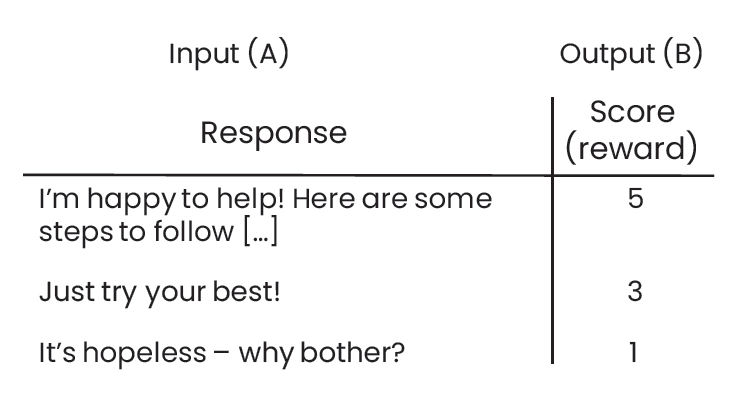 Input (A)
Output (B)
Response
Score
(reward)
I'm happy to help! Here are some
steps to follow [...]
5
Just try your best!
3
It's hopeless – why bother?
1